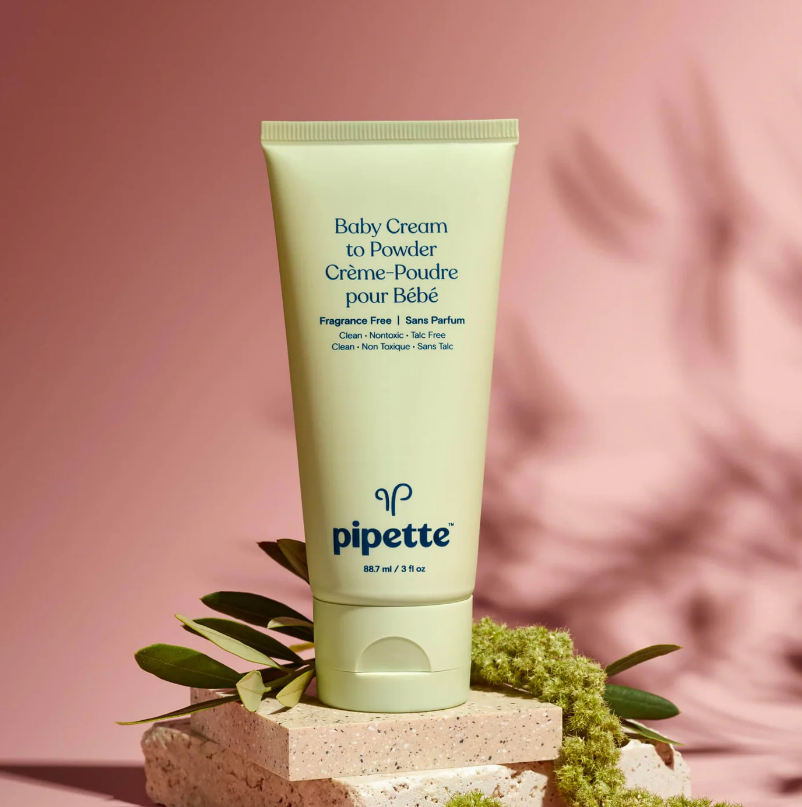 Baby Cream
to Powder
Crème-Poudre
pour Bébé
Fragrance Free | Sans Parfum
Clean • Nontoxic • Talc Free
Clean • Non Toxique • Sans Talc
pipette™
88.7 ml / 3 fl oz